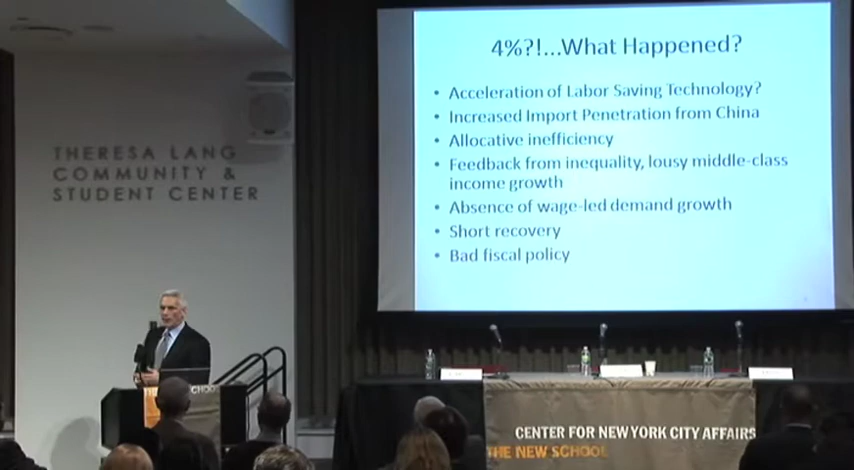 4%?!...What Happened?
• Acceleration of Labor Saving Technology?
• Increased Import Penetration from China
• Allocative inefficiency
• Feedback from inequality, lousy middle-class
income growth
• Absence of wage-led demand growth
• Short recovery
• Bad fiscal policy
THERESA LANG
COMMUNITY &
STUDENT CENTER
CENTER FOR NEW YORK CITY AFFAIRS
THE NEW SCHOOL